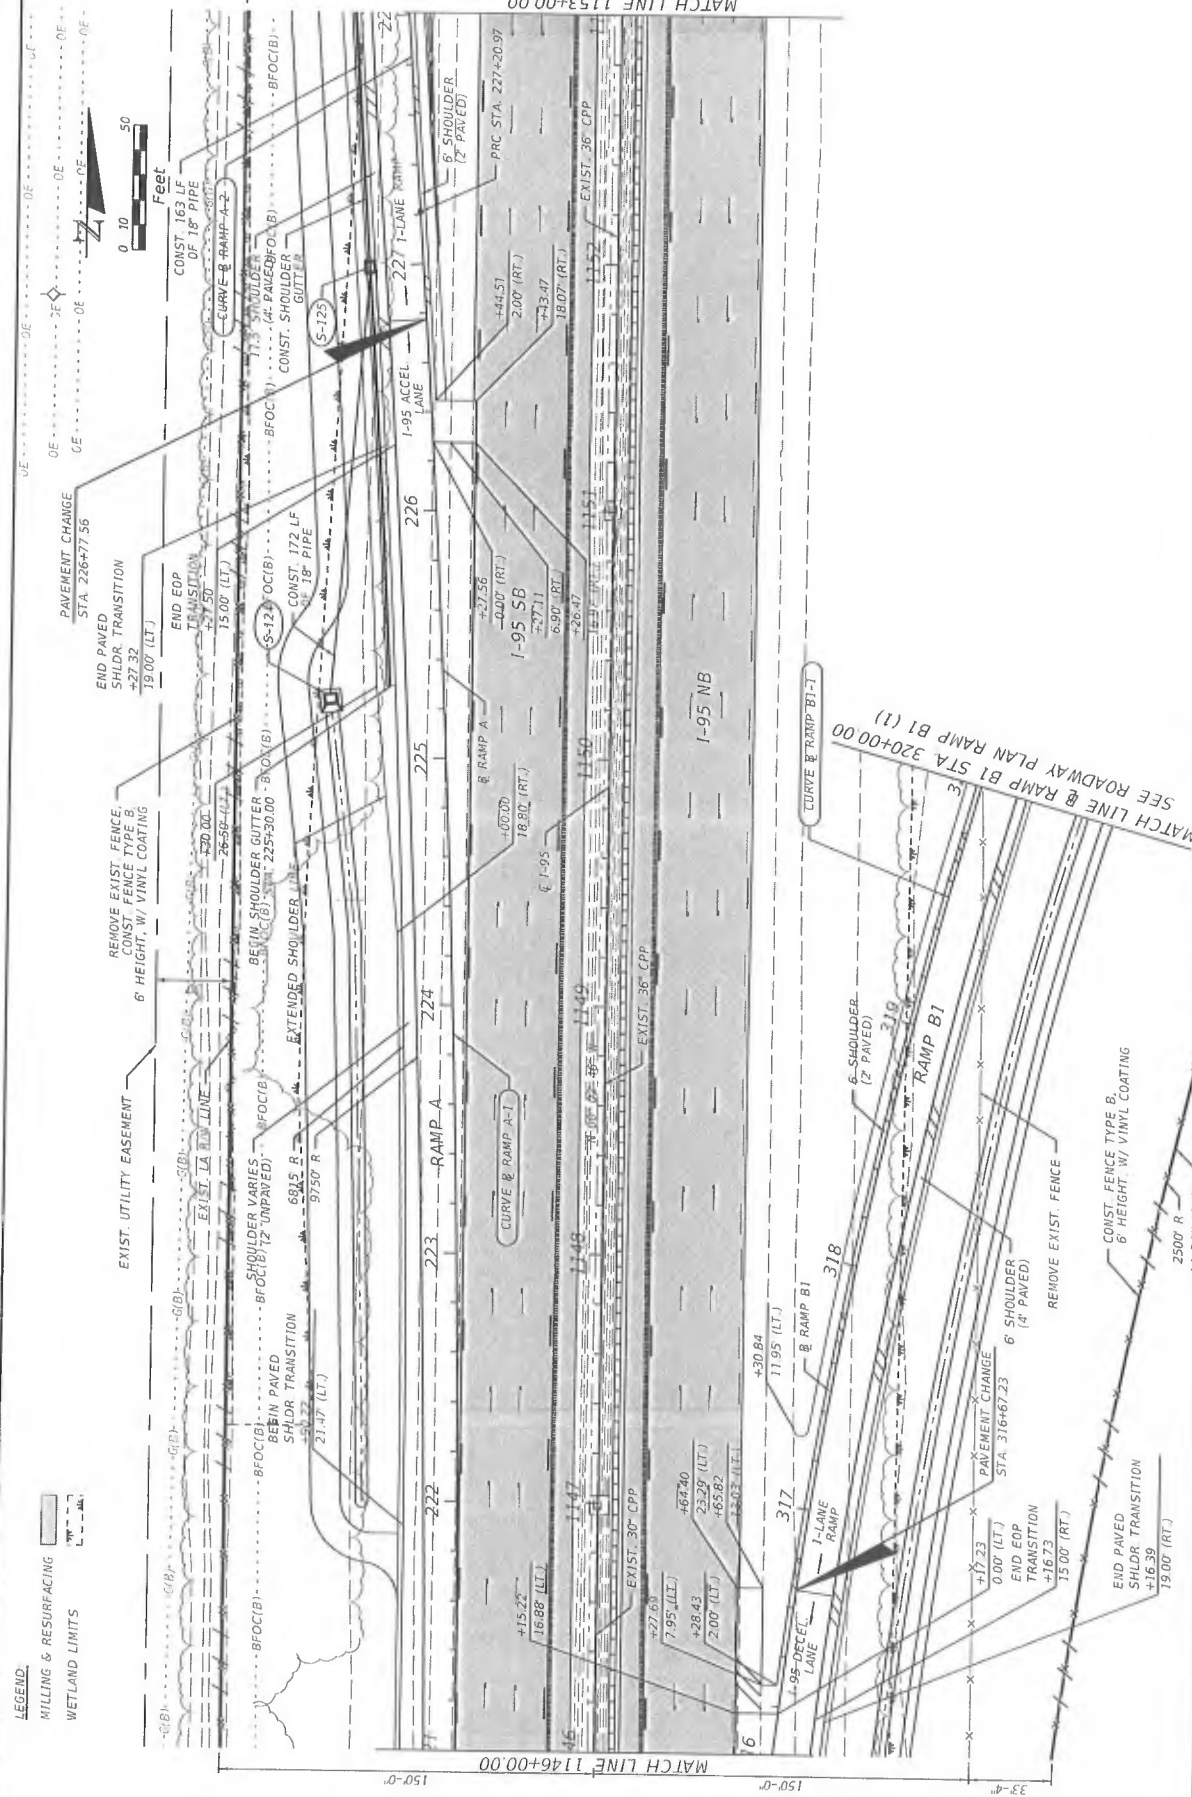 LEGEND
MILLING & RESURFACING
WETLAND LIMITS
0 10 50
Feet
EXIST. UTILITY EASEMENT
REMOVE EXIST. FENCE.
CONST. FENCE TYPE B,
6' HEIGHT, W/ VINYL COATING
PAVEMENT CHANGE
STA. 226+77.56
END PAVED
SHLDR. TRANSITION
+27.32
19.00' (LT.)
END EOP
TRANSITION
+27.50
15.00' (LT.)
CONST. 163 LF
OF 18" PIPE
CURVE ℄ RAMP A-2
EXIST. LA R/W LINE
+30.00
26.50' (LT.)
BEGIN SHOULDER GUTTER
STA. 225+30.00
EXTENDED SHOULDER LINE
S-124
CONST. 172 LF
OF 18" PIPE
17.5' SHOULDER
(4' PAVED)
CONST. SHOULDER
GUTTER
S-125
SHOULDER VARIES
(12' UNPAVED)
6815' R
9750' R
BEGIN PAVED
SHLDR TRANSITION
21.47' (LT.)
RAMP A
I-95 ACCEL
LANE
1-LANE RAMP
6' SHOULDER
(2' PAVED)
PRC STA. 227+20.97
222
223
224
225
226
227
CURVE ℄ RAMP A-1
℄ RAMP A
+00.00
18.80' (RT.)
+27.56
0.00' (RT.)
+27.11
6.90' (RT.
+26.47
+44.51
2.00' (RT.)
+43.47
18.07' (RT.)
I-95 SB
℄ I-95
EXIST. 30" CPP
EXIST. 36" CPP
EXIST. 36" CPP
1147
1148
1149
1150
1151
1152
I-95 NB
MATCH LINE 1146+00.00
MATCH LINE 1153+00.00
150'-0"
150'-0"
33'-4"
+15.22
16.88' (LT.)
+27.69
7.95' (LT.)
+28.43
2.00' (LT.)
+64.40
23.29' (LT.)
+65.82
+30.84
11.95' (LT.)
℄ RAMP B1
I-95 DECEL
LANE
1-LANE
RAMP
317
318
319
RAMP B1
6' SHOULDER
(2' PAVED)
CURVE ℄ RAMP B1-1
MATCH LINE ℄ RAMP B1 STA. 320+00.00
SEE ROADWAY PLAN RAMP B1 (1)
PAVEMENT CHANGE
STA. 316+67.23
6' SHOULDER
(4' PAVED)
REMOVE EXIST. FENCE
CONST. FENCE TYPE B,
6' HEIGHT. W/ VINYL COATING
2500' R
+17.23
0.00' (LT.)
END EOP
TRANSITION
+16.73
15.00' (RT.)
END PAVED
SHLDR. TRANSITION
+16.39
19.00' (RT.)